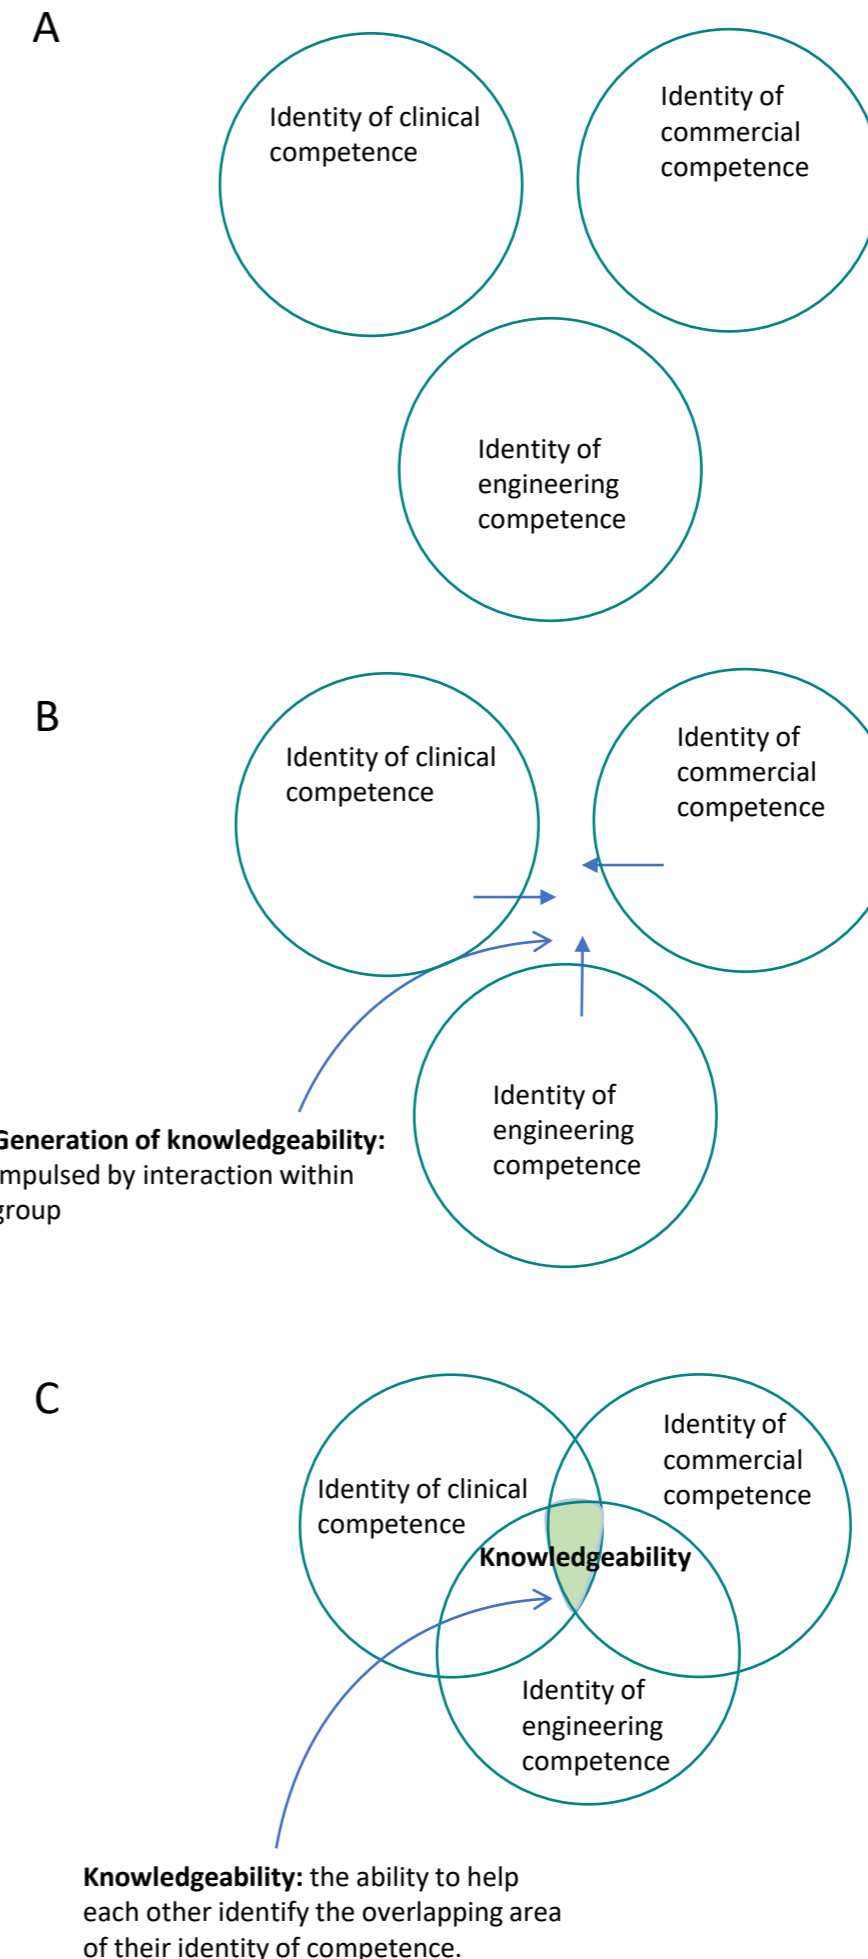 A
Identity of clinical
competence
Identity of
commercial
competence
Identity of
engineering
competence
B
Identity of clinical
competence
Identity of
commercial
competence
Identity of
engineering
competence
Generation of knowledgeability:
impulsed by interaction within
group
C
Identity of clinical
competence
Identity of
commercial
competence
Knowledgeability
Identity of
engineering
competence
Knowledgeability: the ability to help
each other identify the overlapping area
of their identity of competence.